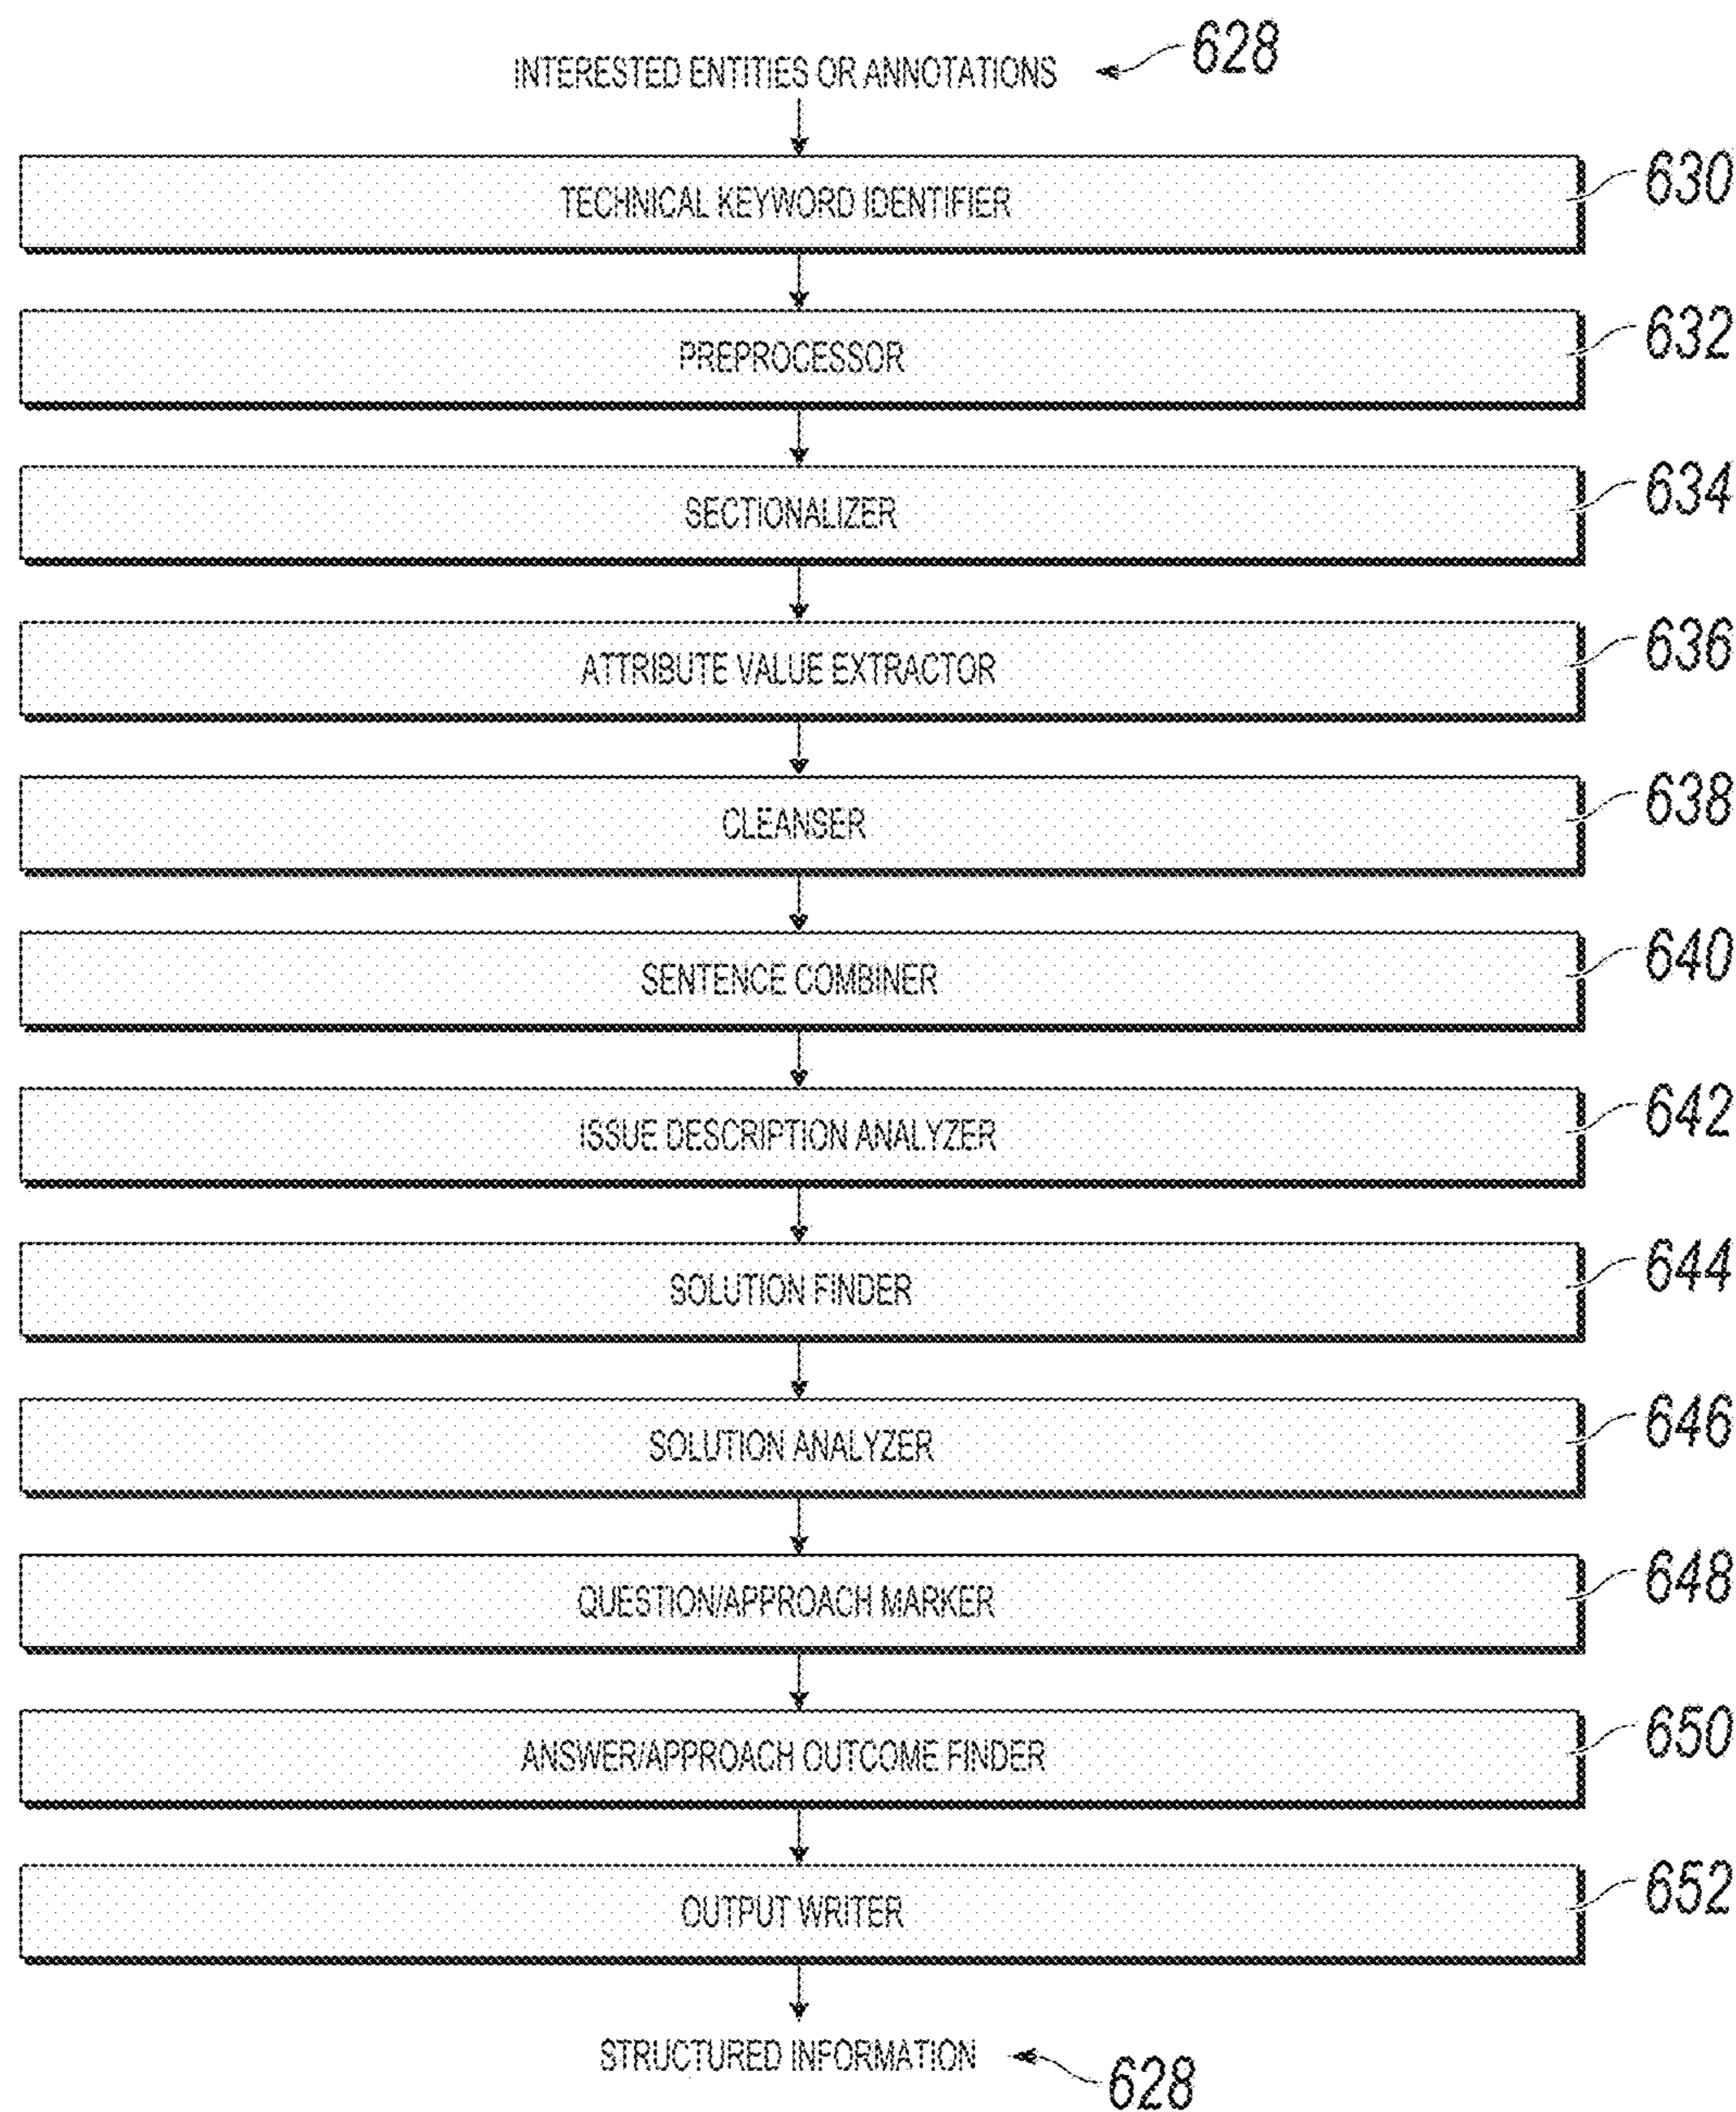 INTERESTED ENTITIES OR ANNOTATIONS 628
TECHNICAL KEYWORD IDENTIFIER 630
PREPROCESSOR 632
SECTIONALIZER 634
ATTRIBUTE VALUE EXTRACTOR 636
CLEANSER 638
SENTENCE COMBINER 640
ISSUE DESCRIPTION ANALYZER 642
SOLUTION FINDER 644
SOLUTION ANALYZER 646
QUESTION/APPROACH MARKER 648
ANSWER/APPROACH OUTCOME FINDER 650
OUTPUT WRITER 652
STRUCTURED INFORMATION 628